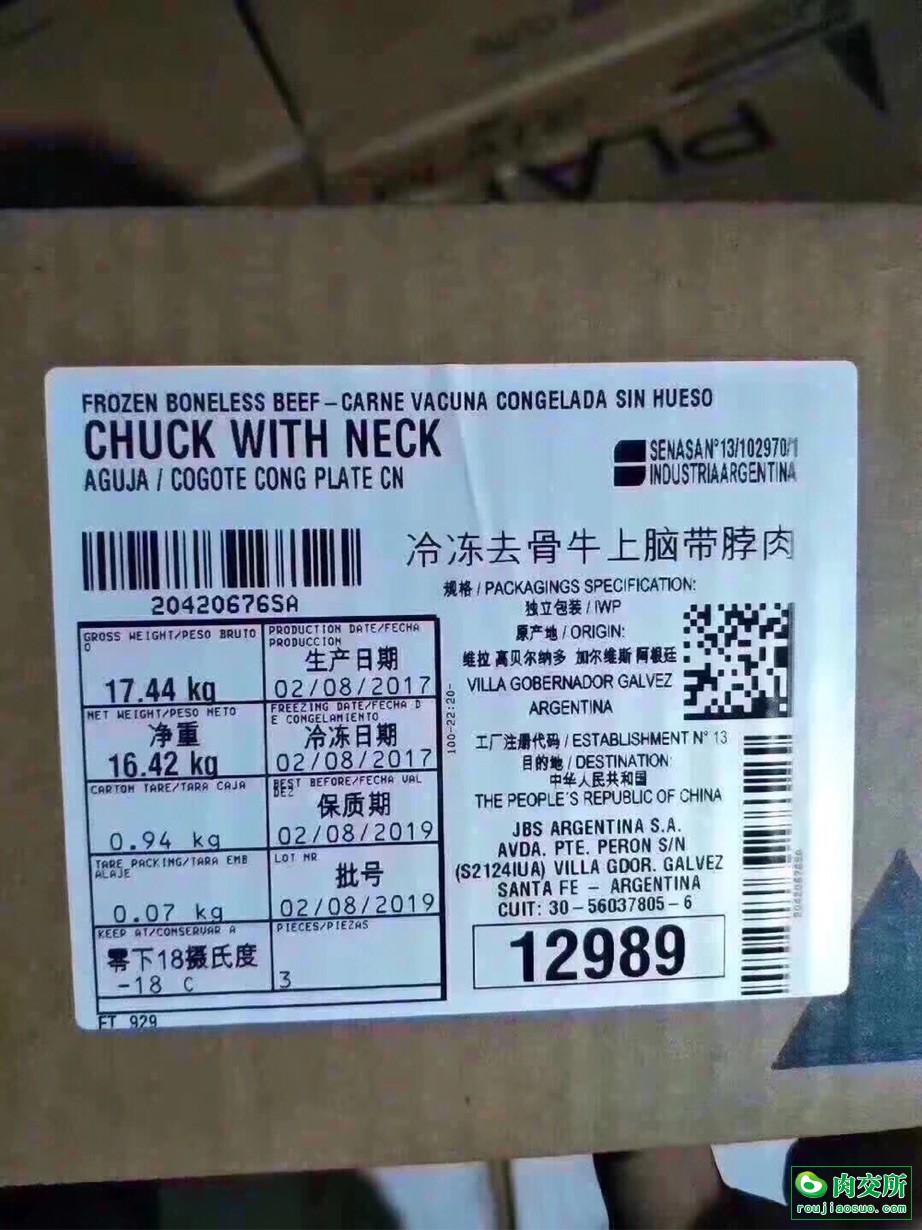 PLA
FROZEN BONELESS BEEF – CARNE VACUNA CONGELADA SIN HUESO
CHUCK WITH NECK
AGUJA / COGOTE CONG PLATE CN
SENASA N° 13/102970/1
INDUSTRIA ARGENTINA
20420676SA
冷冻去骨牛上脑带脖肉
规格 / PACKAGINGS SPECIFICATION:
独立包装 / IWP
原产地 / ORIGIN:
维拉 高贝尔纳多 加尔维斯 阿根廷
VILLA GOBERNADOR GALVEZ
ARGENTINA
工厂注册代码 / ESTABLISHMENT N° 13
目的地 / DESTINATION:
中华人民共和国
THE PEOPLE'S REPUBLIC OF CHINA
JBS ARGENTINA S.A.
AVDA. PTE. PERON S/N
(S2124IUA) VILLA GDOR. GALVEZ
SANTA FE – ARGENTINA
CUIT: 30 – 56037805 – 6
12989
GROSS WEIGHT/PESO BRUTO
O
17.44 kg
PRODUCTION DATE/FECHA
PRODUCCION
生产日期
02/08/2017
NET WEIGHT/PESO NETO
净重
16.42 kg
FREEZING DATE/FECHA D
E CONGELAMIENTO
冷冻日期
02/08/2017
CARTON TARE/TARA CAJA
0.94 kg
BEST BEFORE/FECHA VAL
DEZ
保质期
02/08/2019
TARE PACKING/TARA EMB
ALAJE
0.07 kg
LOT NR
批号
02/08/2019
KEEP AT/CONSERVAR A
零下18摄氏度
-18 C
PIECES/PIEZAS
3
FT 929
100-22:20-
20420676SA
肉交所
roujiaosuo.com